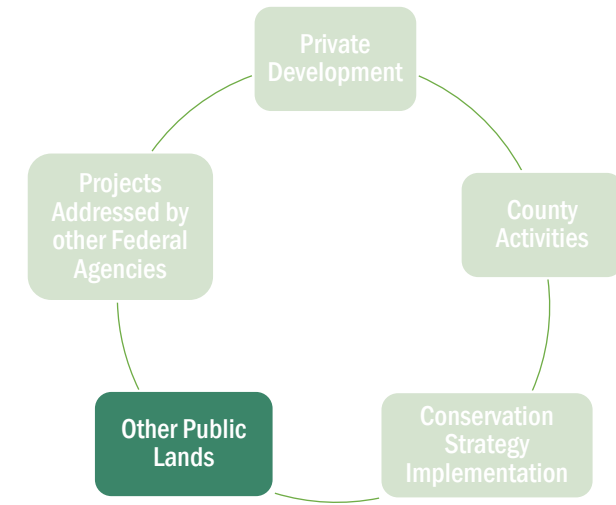 Private
Development
Projects
Addressed by
other Federal
Agencies
County
Activities
Other Public
Lands
Conservation
Strategy
Implementation